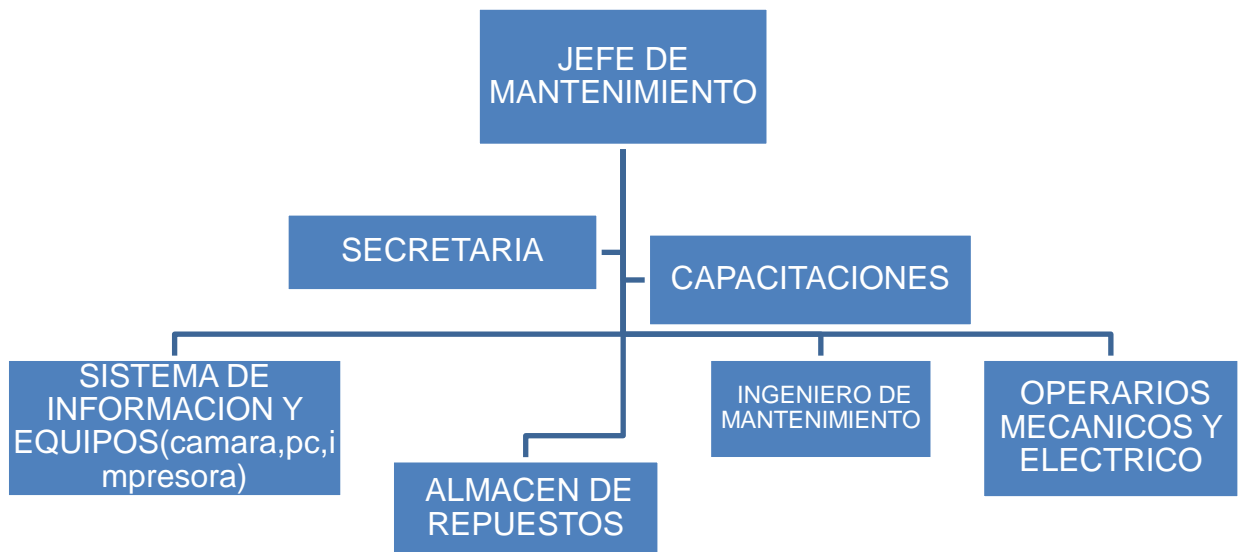 JEFE DE
MANTENIMIENTO
SECRETARIA
CAPACITACIONES
SISTEMA DE
INFORMACION Y
EQUIPOS(camara,pc,i
mpresora)
ALMACEN DE
REPUESTOS
INGENIERO DE
MANTENIMIENTO
OPERARIOS
MECANICOS Y
ELECTRICO